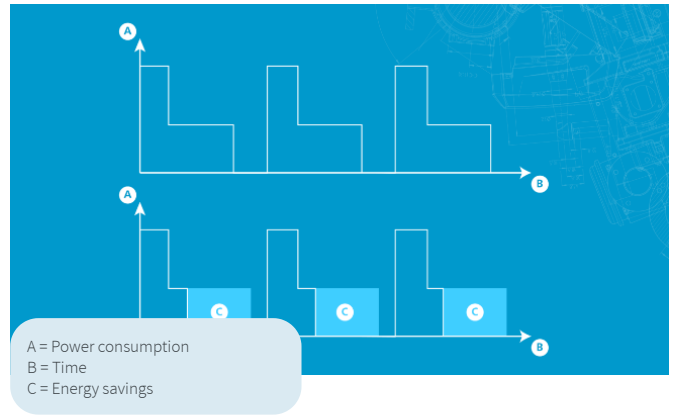 A
B
A
C
C
C
B
A = Power consumption
B = Time
C = Energy savings